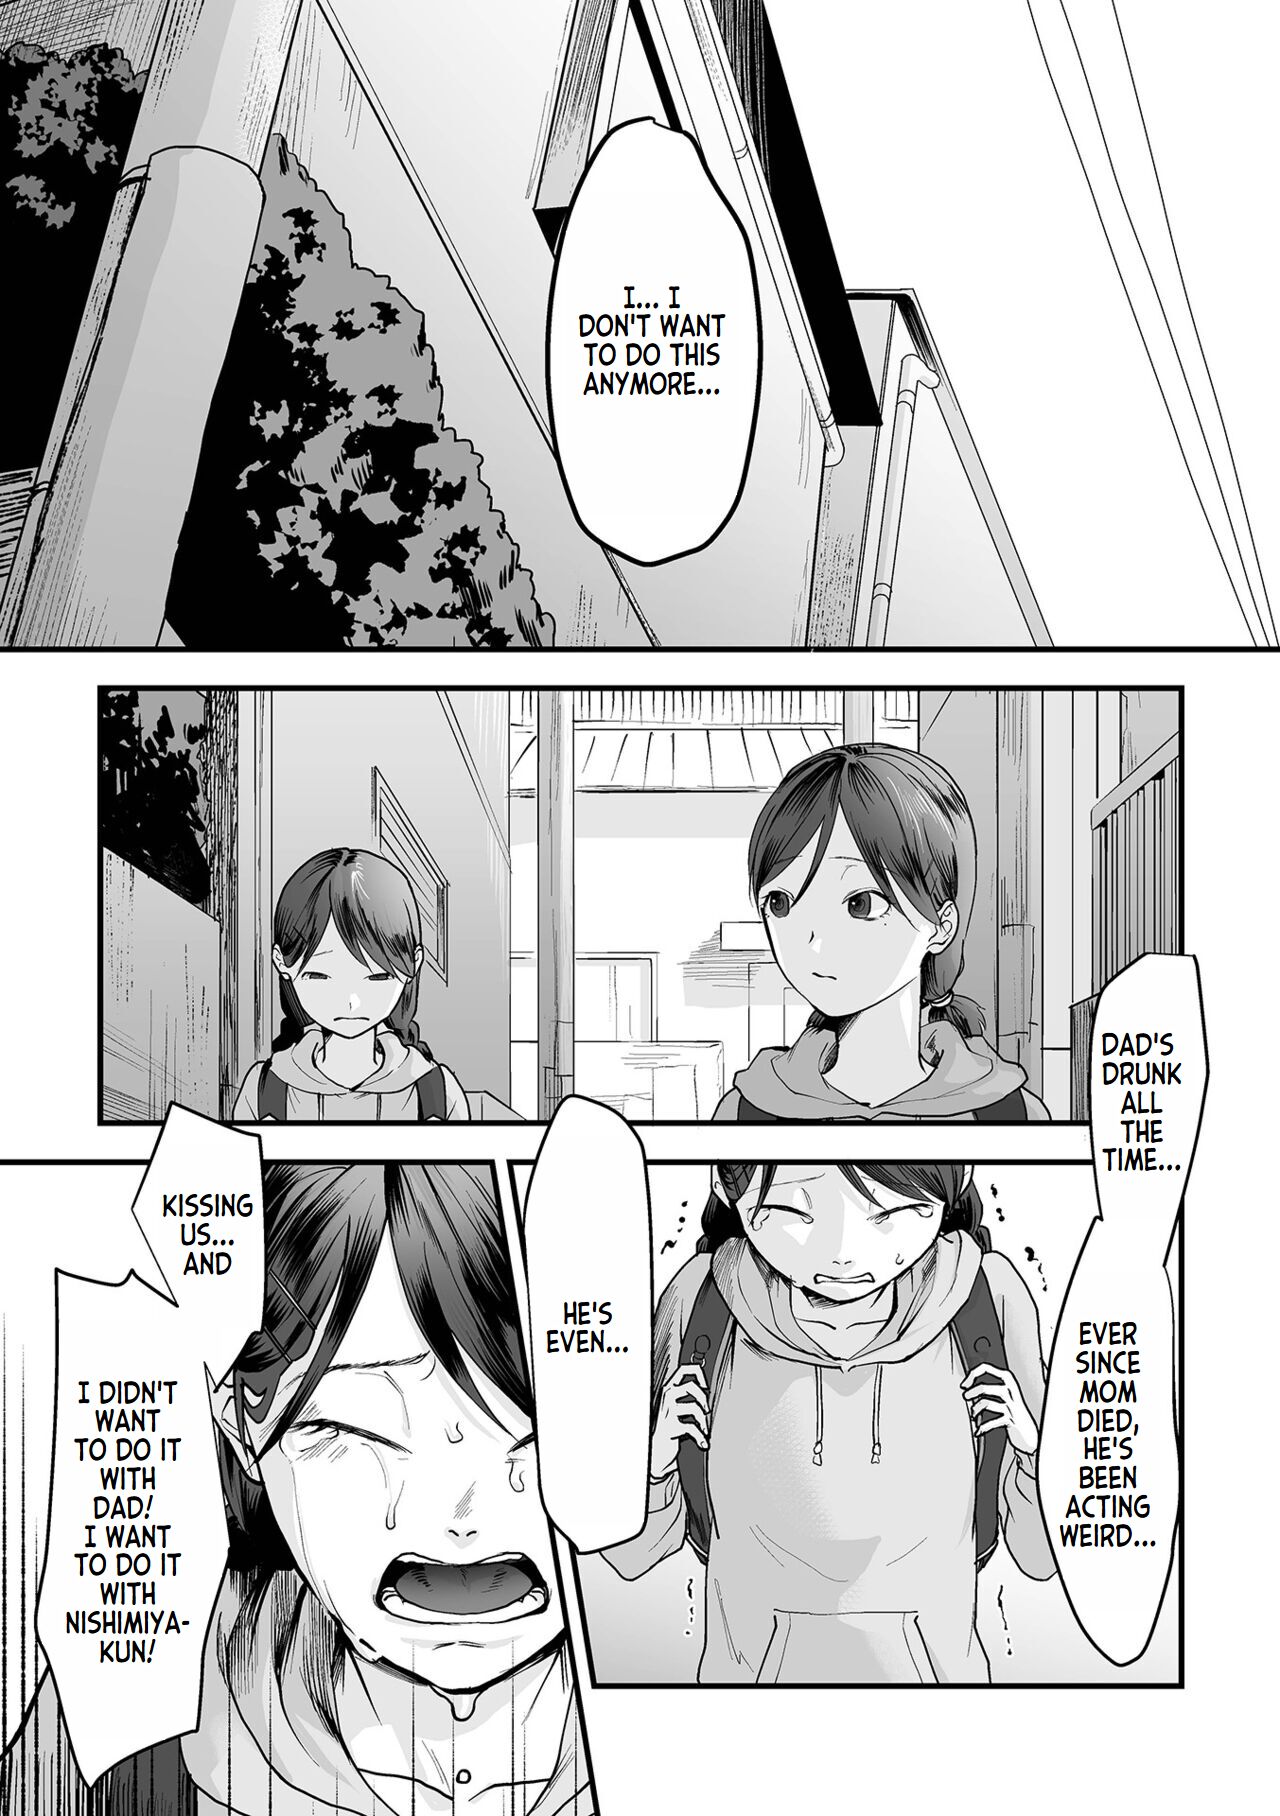 I... I
DON'T WANT
TO DO THIS
ANYMORE...
DAD'S
DRUNK
ALL
THE
TIME...
EVER
SINCE
MOM
DIED,
HE'S
BEEN
ACTING
WEIRD...
HE'S
EVEN...
KISSING
US...
AND
I DIDN'T
WANT
TO DO IT
WITH
DAD!
I WANT
TO DO IT
WITH
NISHIMIYA-
KUN!